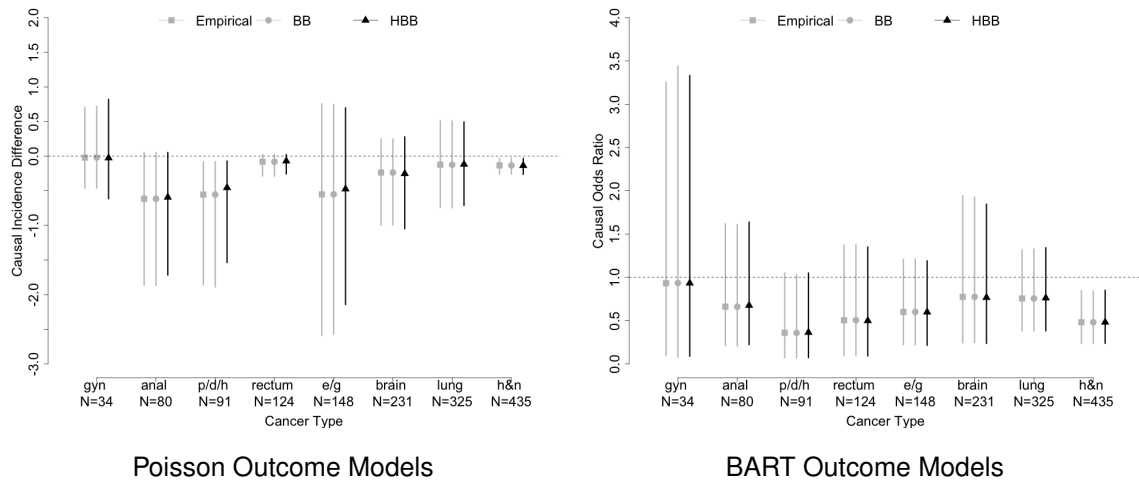 Empirical BB HBB
Causal Incidence Difference
2.0
1.0
0.5
0.0
-1.0
-2.0
-3.0
gyn anal p/d/h rectum e/g brain lung h&n
N=34 N=80 N=91 N=124 N=148 N=231 N=325 N=435
Cancer Type
Poisson Outcome Models
Empirical BB HBB
Causal Odds Ratio
4.0
3.5
3.0
2.5
2.0
1.5
1.0
0.5
0.0
gyn anal p/d/h rectum e/g brain lung h&n
N=34 N=80 N=91 N=124 N=148 N=231 N=325 N=435
Cancer Type
BART Outcome Models